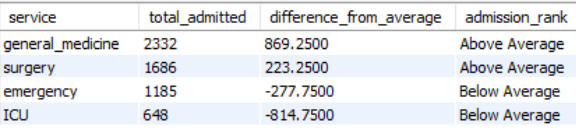 service total_admitted difference_from_average admission_rank
general_medicine 2332 869.2500 Above Average
surgery 1686 223.2500 Above Average
emergency 1185 -277.7500 Below Average
ICU 648 -814.7500 Below Average